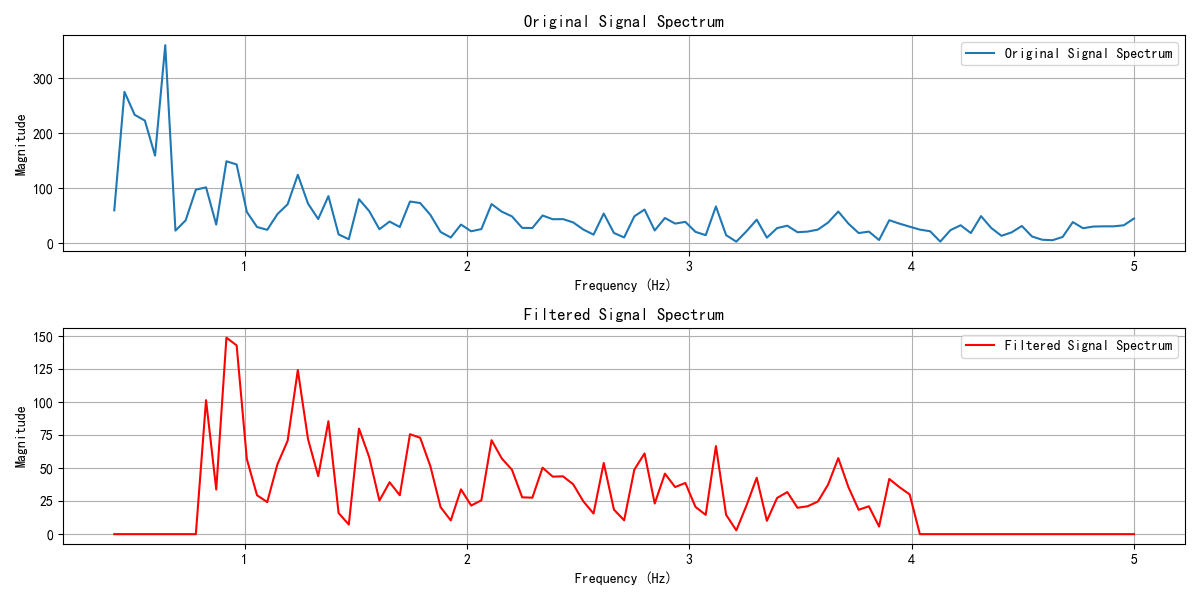 Original Signal Spectrum
Original Signal Spectrum
300
200
100
0
Magnitude
1 2 3 4 5
Frequency (Hz)
Filtered Signal Spectrum
Filtered Signal Spectrum
150
125
100
75
50
25
0
Magnitude
1 2 3 4 5
Frequency (Hz)